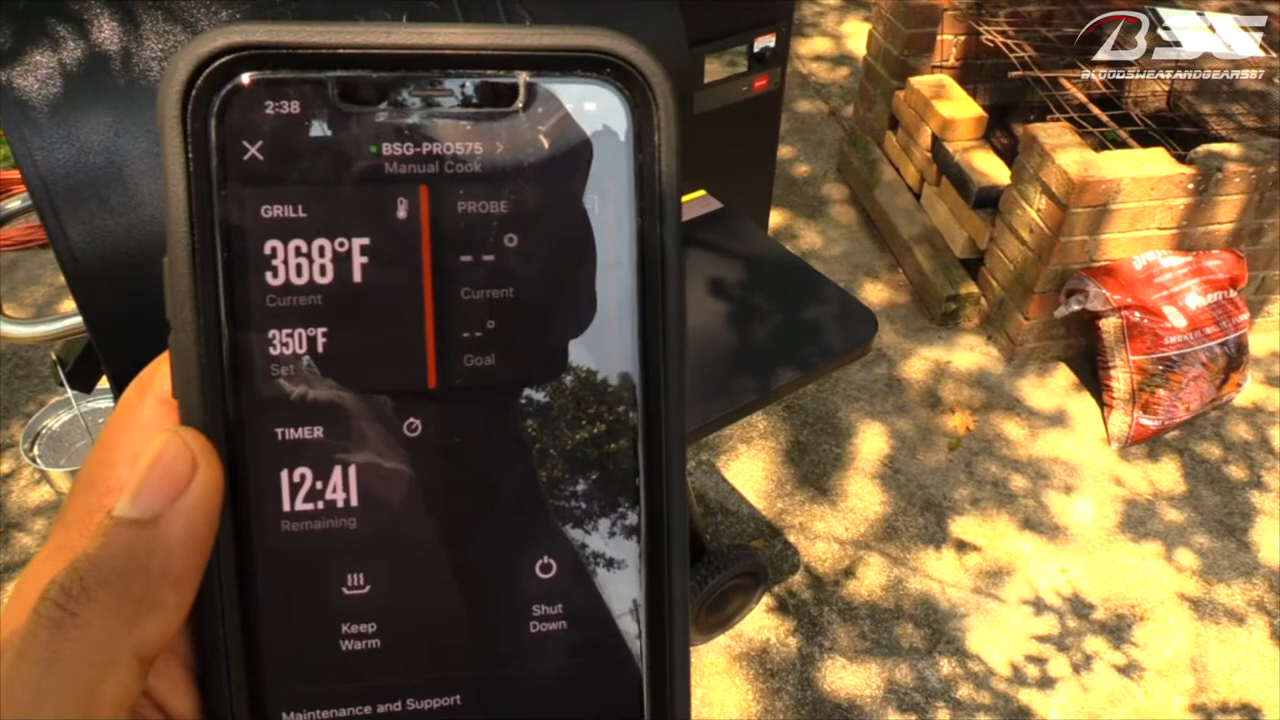 BSG
BLOODSWEATANDGEARS87
2:38
BSG-PRO575
Manual Cook
GRILL
368°F
Current
350°F
Set
PROBE
-- °
Current
-- °
Goal
TIMER
12:41
Remaining
Keep
Warm
Shut
Down
Maintenance and Support